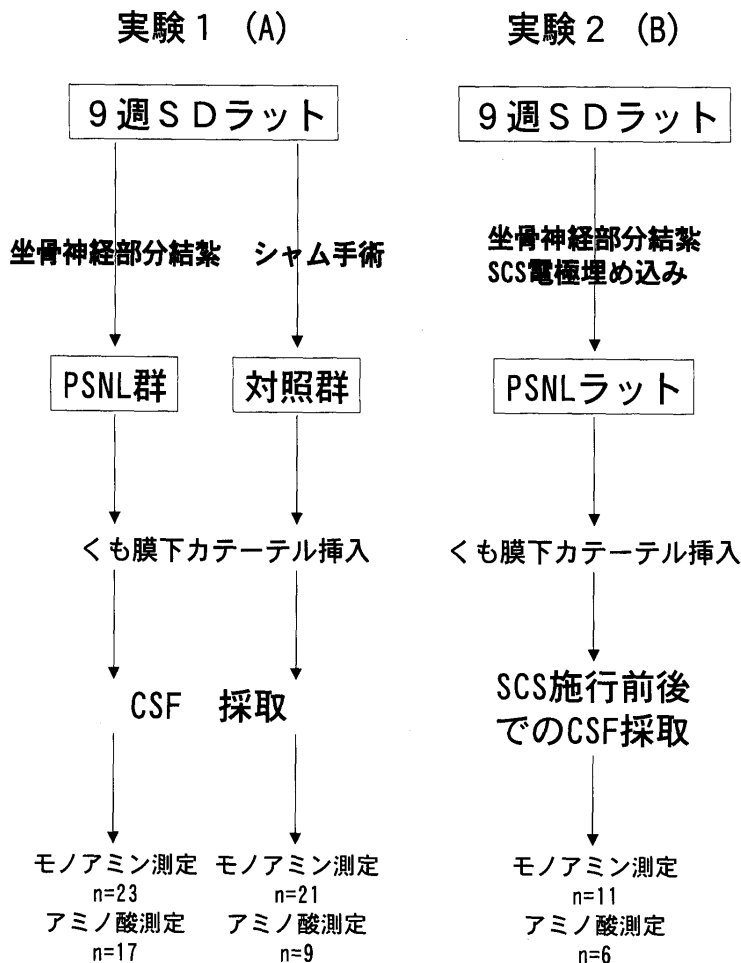 実験１ (A)
９週ＳＤラット
坐骨神経部分結紮 シャム手術
PSNL群 対照群
くも膜下カテーテル挿入
CSF 採取
モノアミン測定 モノアミン測定
n=23 n=21
アミノ酸測定 アミノ酸測定
n=17 n=9
実験２ (B)
９週ＳＤラット
坐骨神経部分結紮
SCS電極埋め込み
PSNLラット
くも膜下カテーテル挿入
SCS施行前後
でのCSF採取
モノアミン測定
n=11
アミノ酸測定
n=6